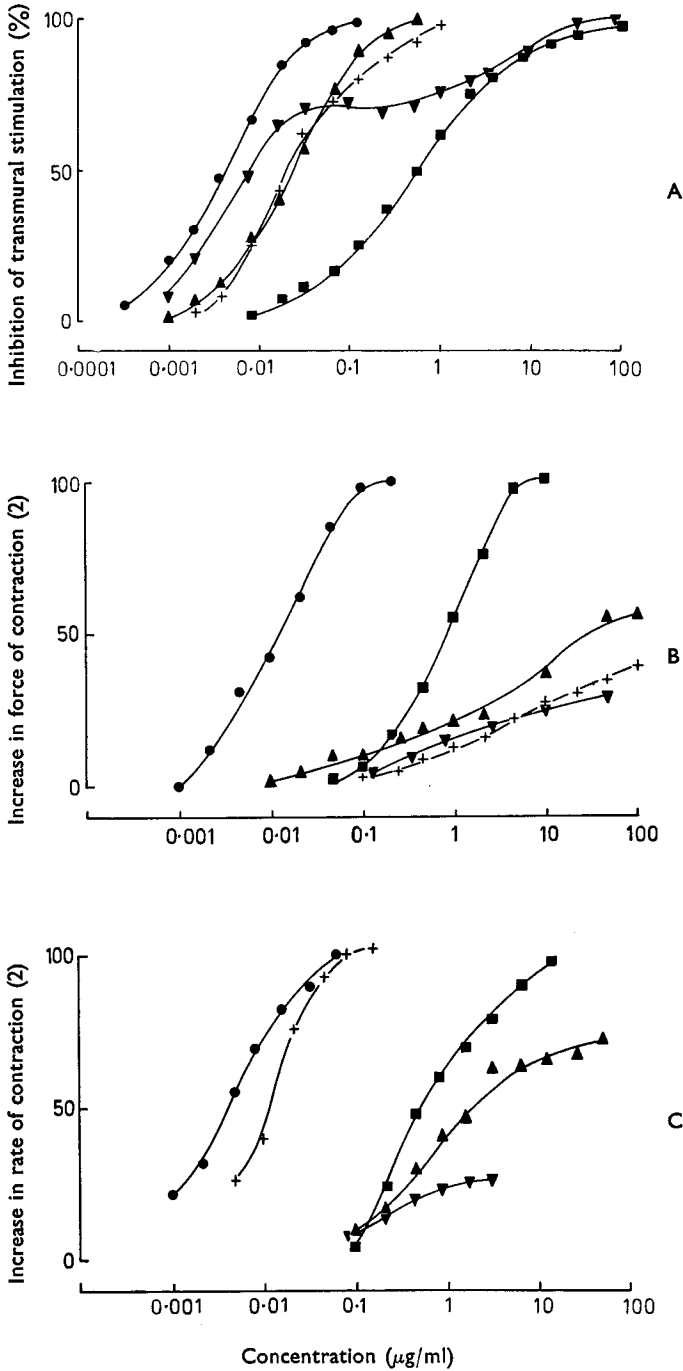 Inhibition of transmural stimulation (%)
100
50
0
A
0·0001 0·001 0·01 0·1 1 10 100
Increase in force of contraction (2)
100
50
0
B
0·001 0·01 0·1 1 10 100
Increase in rate of contraction (2)
100
50
0
C
0·001 0·01 0·1 1 10 100
Concentration (μg/ml)